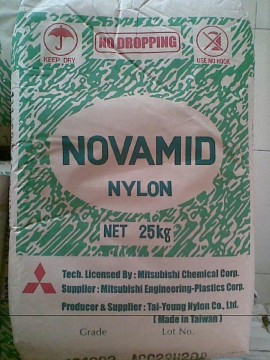 NO DROPPING
KEEP DRY
USE NO HOOK
NOVAMID
NYLON
NET 25kg
Tech. Licensed By : Mitsubishi Chemical Corp.
Supplier : Mitsubishi Engineering-Plastics Corp.
Producer & Supplier : Tai-Young Nylon Co., Ltd.
[ Made in Taiwan ]
Grade Lot No.